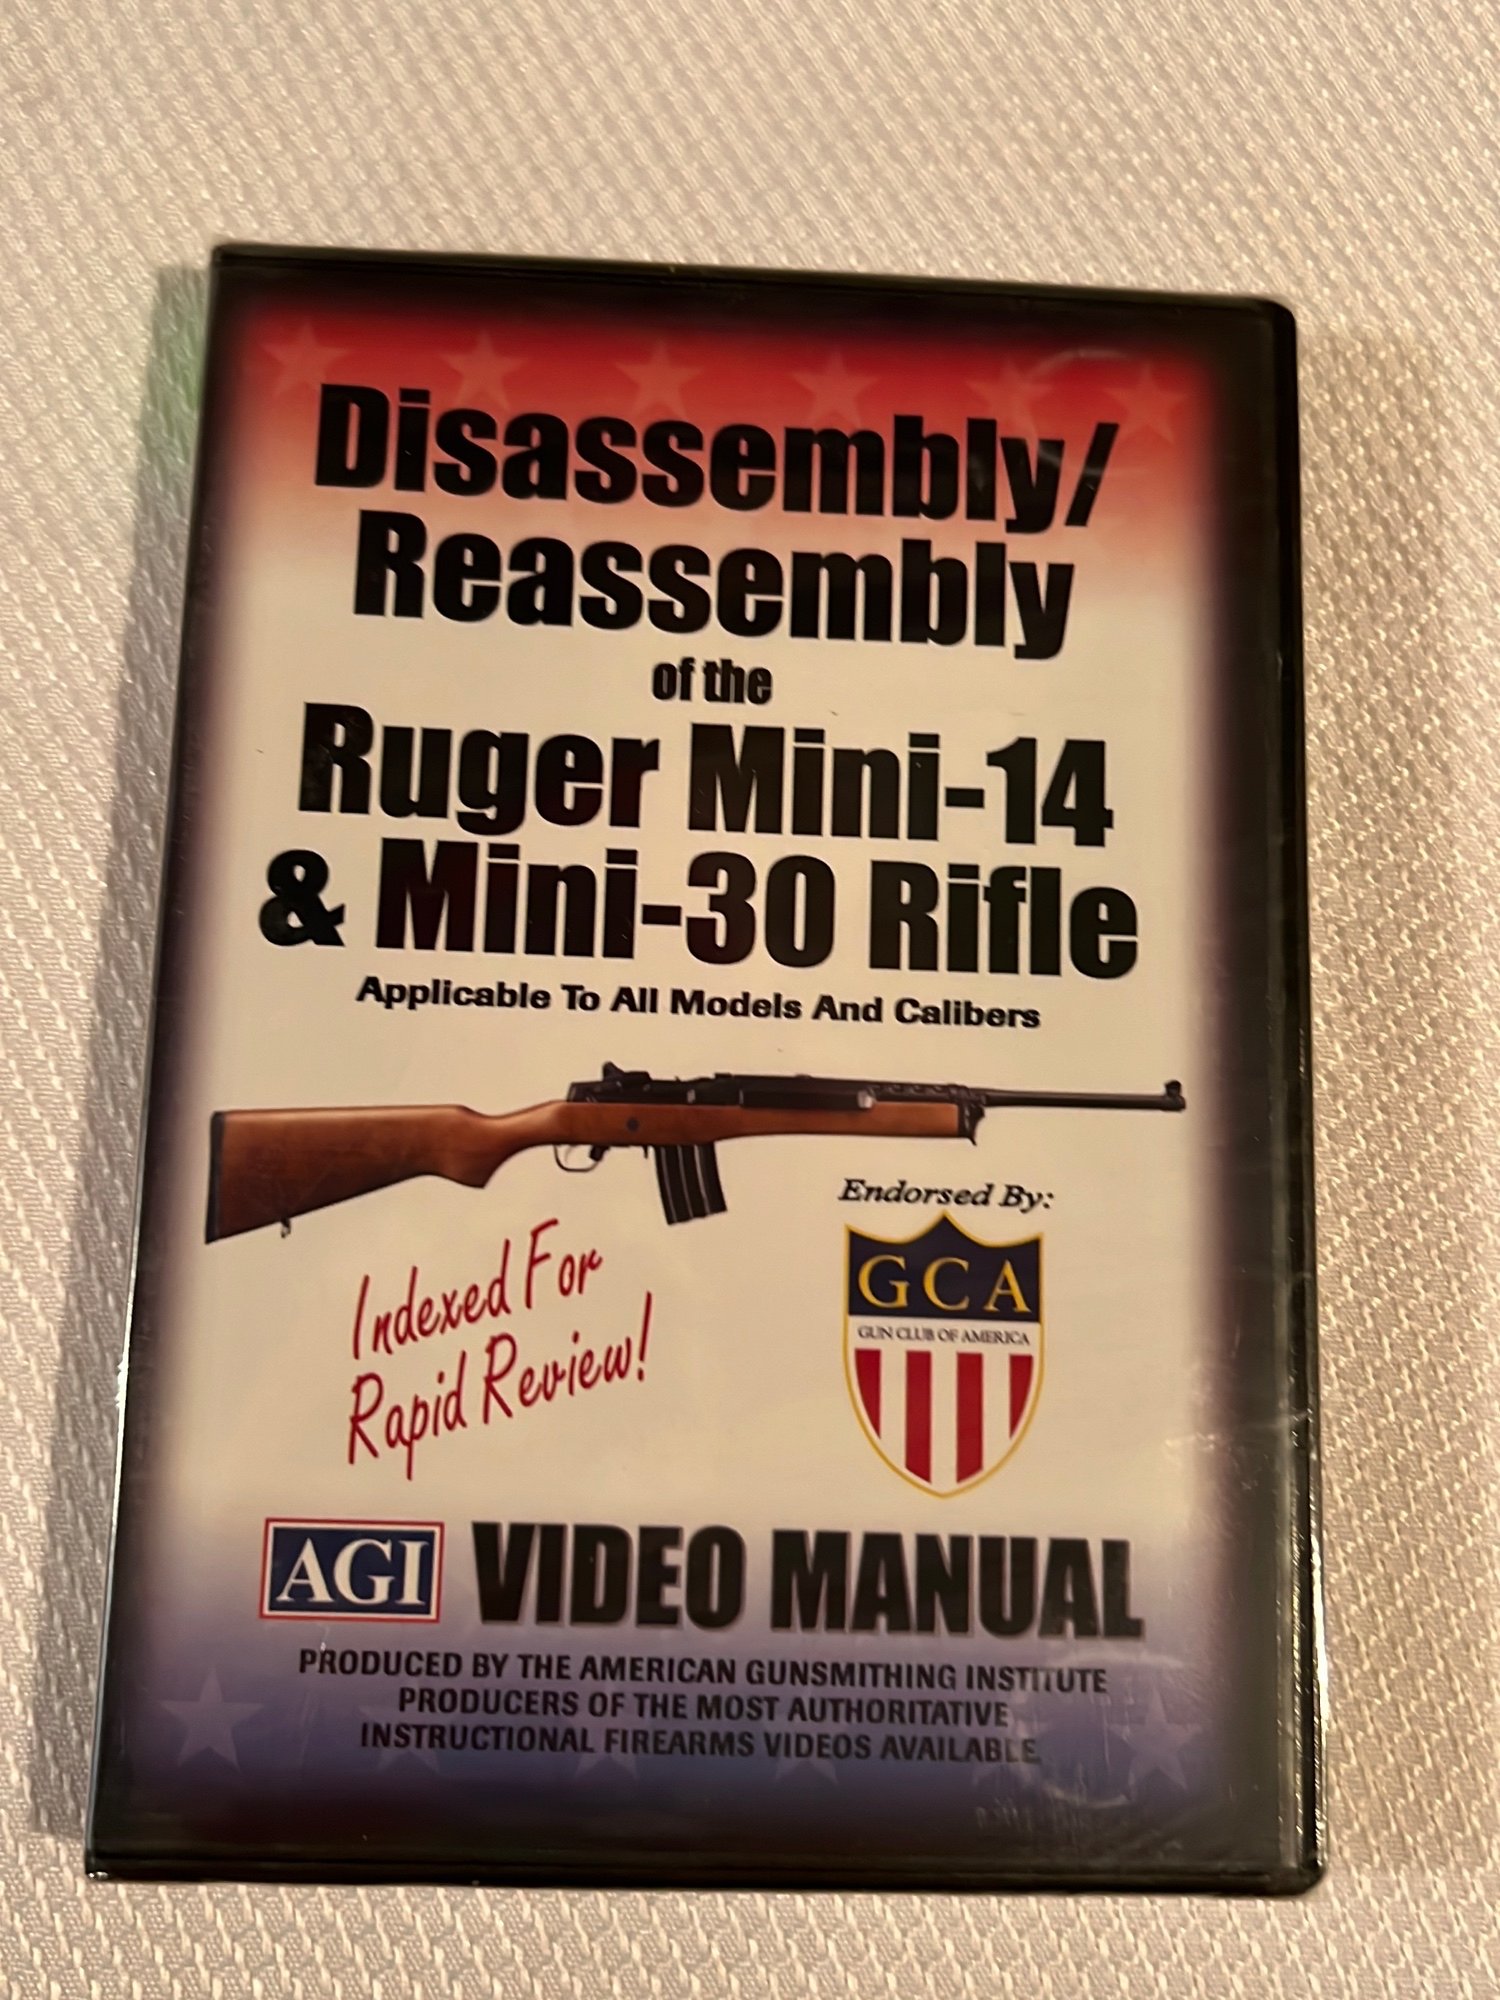 Disassembly/
Reassembly
of the
Ruger Mini-14
& Mini-30 Rifle
Applicable To All Models And Calibers
Endorsed By:
GCA
GUN CLUB OF AMERICA
Indexed For
Rapid Review!
AGI VIDEO MANUAL
PRODUCED BY THE AMERICAN GUNSMITHING INSTITUTE
PRODUCERS OF THE MOST AUTHORITATIVE
INSTRUCTIONAL FIREARMS VIDEOS AVAILABLE